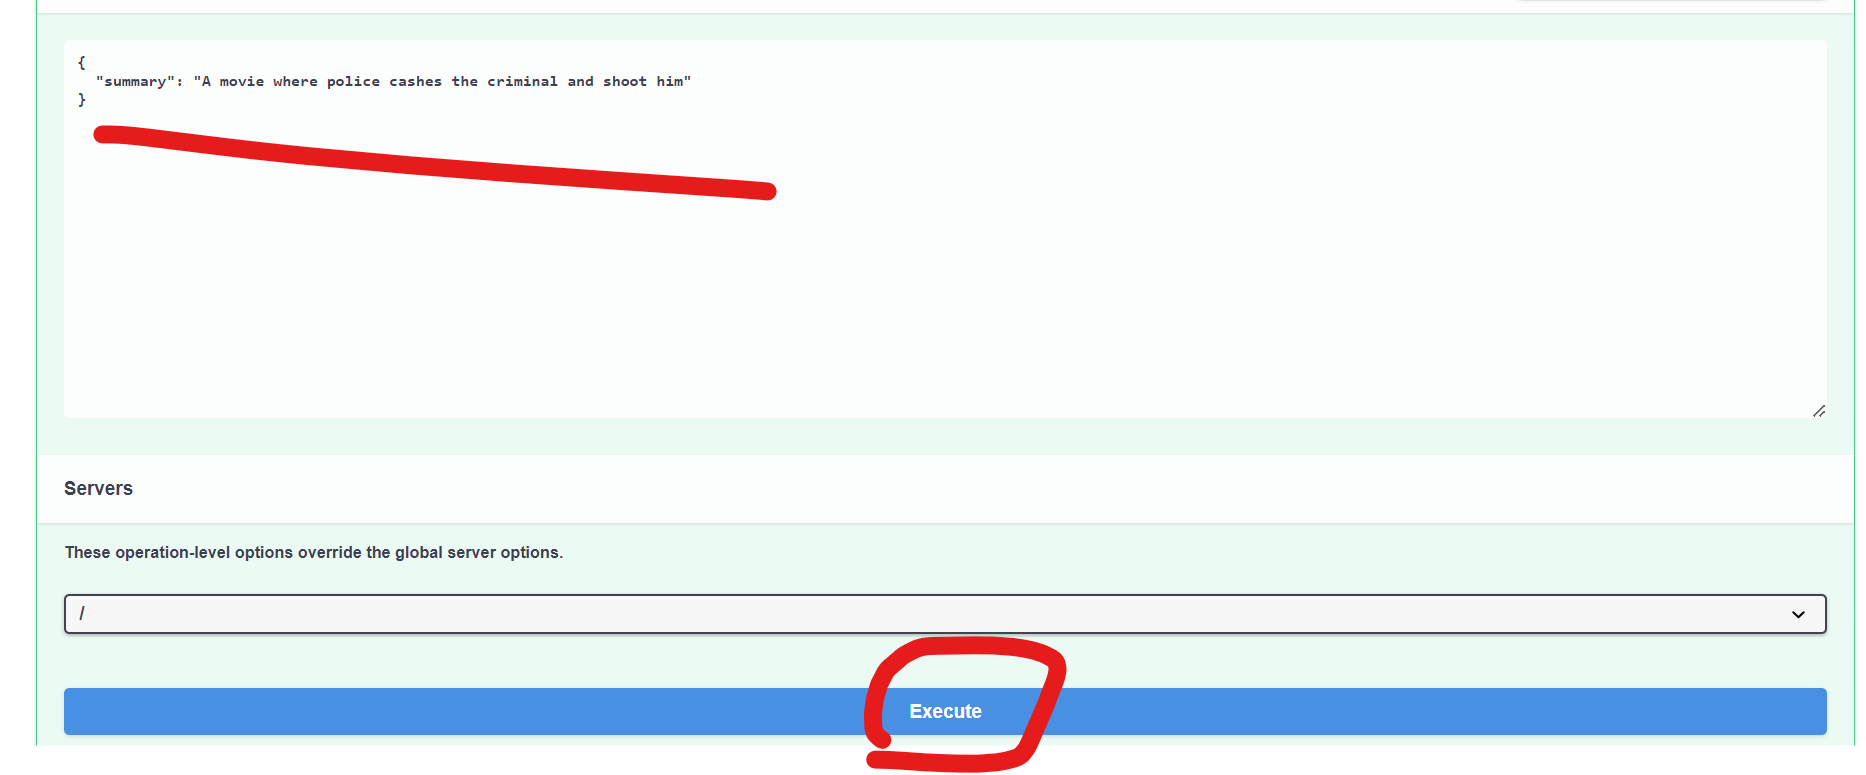 {
"summary": "A movie where police cashes the criminal and shoot him"
}
Servers
These operation-level options override the global server options.
/
Execute